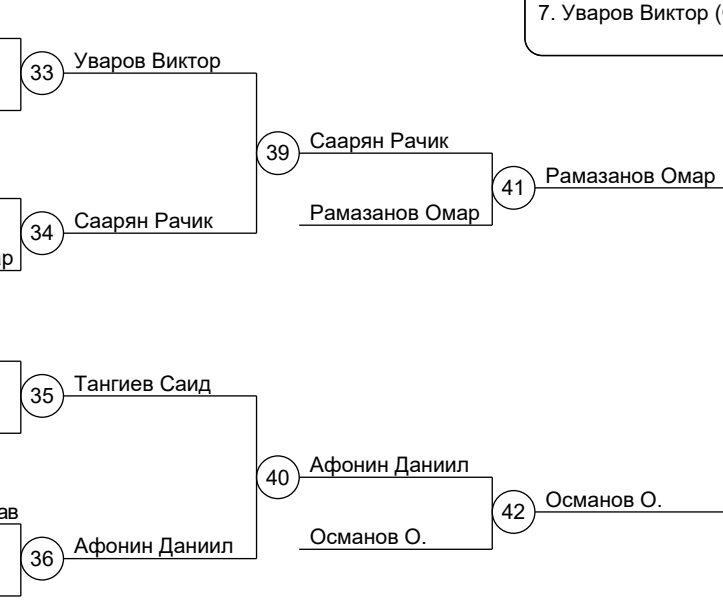 7. Уваров Виктор (
33
Уваров Виктор
39
Саарян Рачик
41
Рамазанов Омар
Рамазанов Омар
34
Саарян Рачик
35
Тангиев Саид
40
Афонин Даниил
42
Османов О.
Османов О.
ав
36
Афонин Даниил